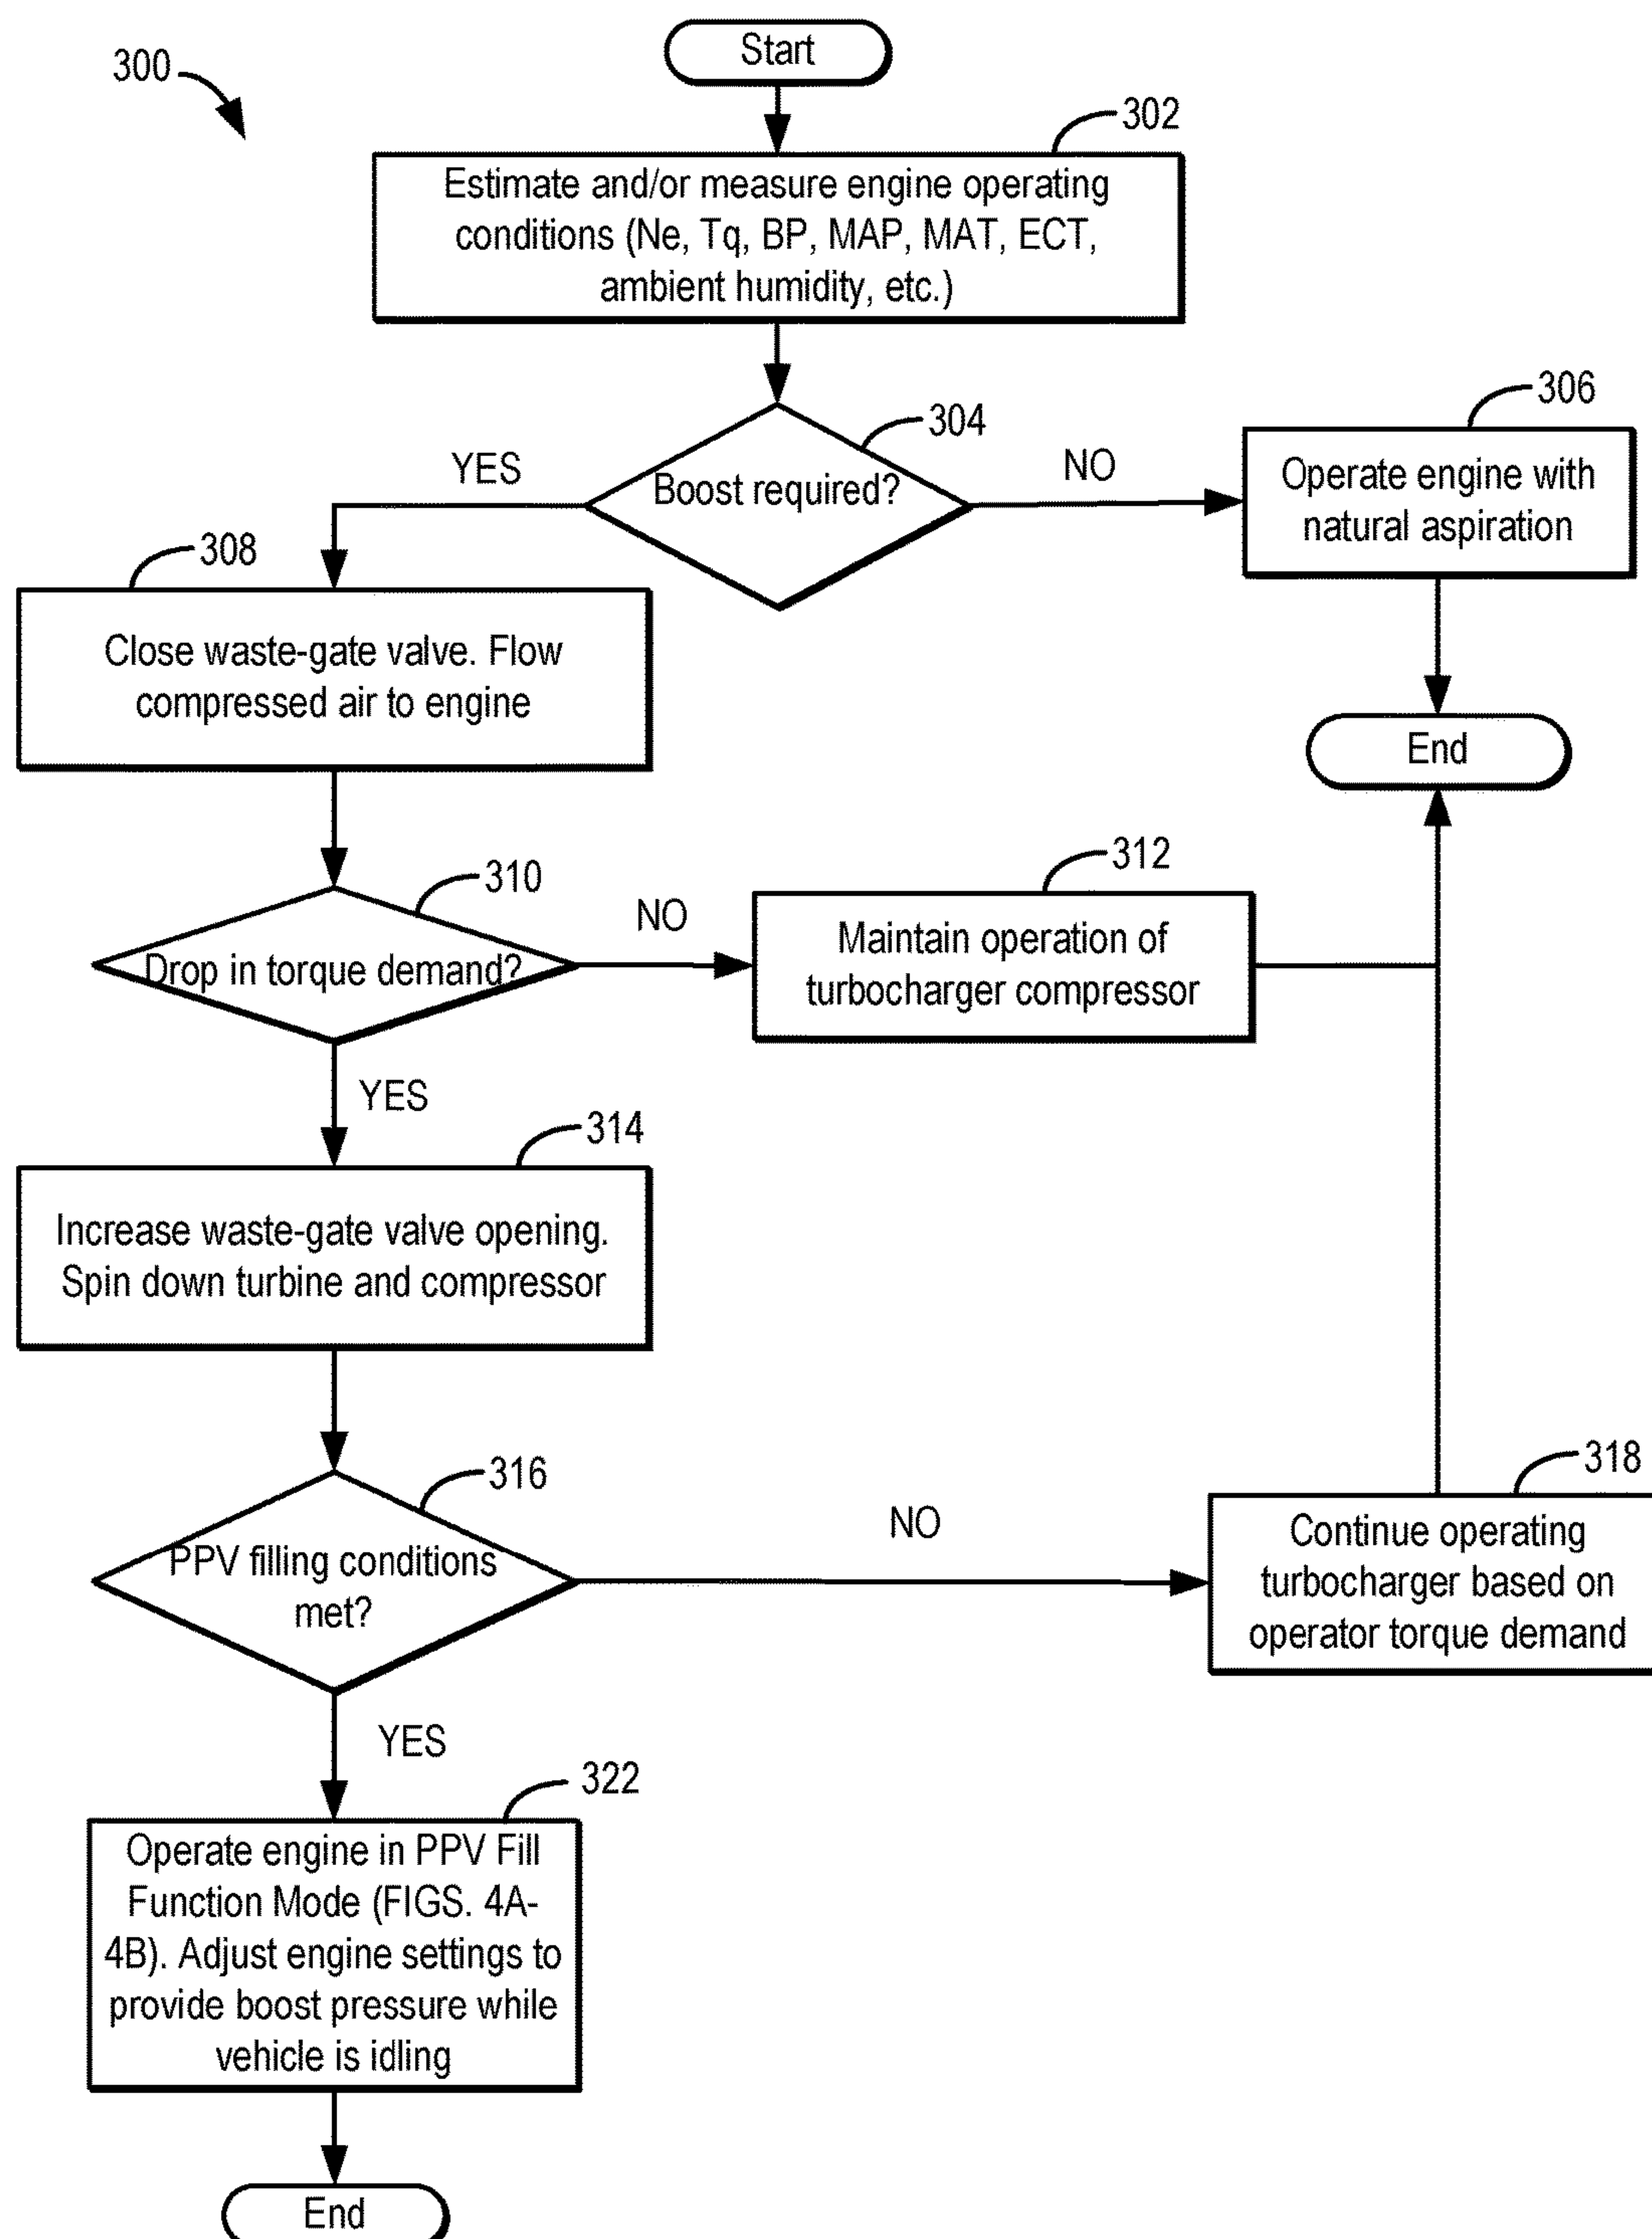 300
Start
302
Estimate and/or measure engine operating
conditions (Ne, Tq, BP, MAP, MAT, ECT,
ambient humidity, etc.)
304
Boost required?
YES
NO
306
Operate engine with
natural aspiration
End
308
Close waste-gate valve. Flow
compressed air to engine
310
Drop in torque demand?
NO
312
Maintain operation of
turbocharger compressor
YES
314
Increase waste-gate valve opening.
Spin down turbine and compressor
316
PPV filling conditions
met?
NO
318
Continue operating
turbocharger based on
operator torque demand
YES
322
Operate engine in PPV Fill
Function Mode (FIGS. 4A-
4B). Adjust engine settings to
provide boost pressure while
vehicle is idling
End